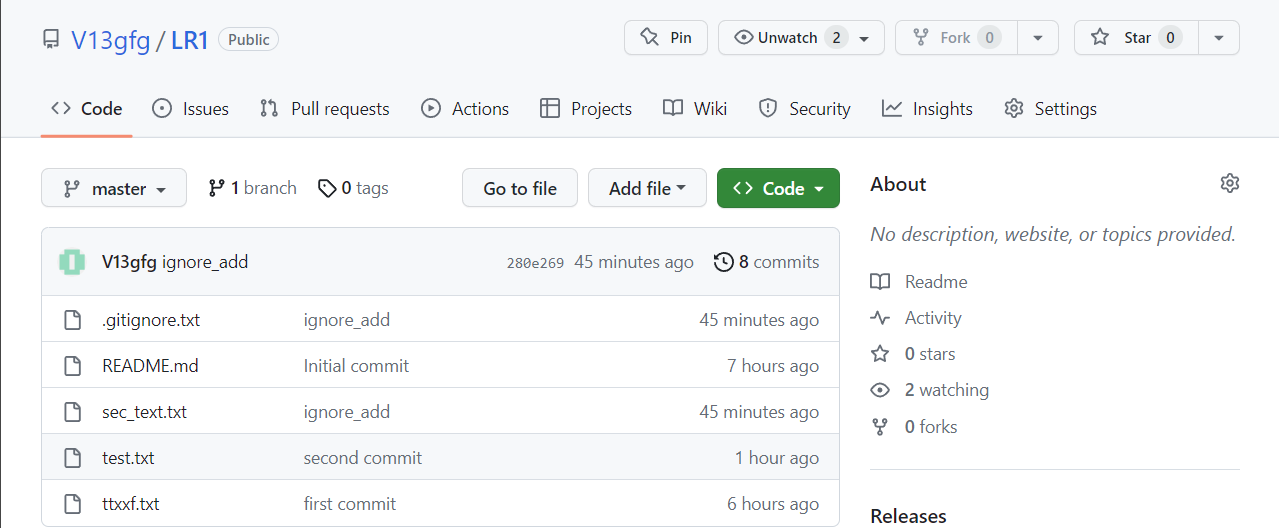 V13gfg / LR1 Public Pin Unwatch 2 Fork 0 Star 0
Code Issues Pull requests Actions Projects Wiki Security Insights Settings
master 1 branch 0 tags Go to file Add file Code
V13gfg ignore_add 280e269 45 minutes ago 8 commits
.gitignore.txt ignore_add 45 minutes ago
README.md Initial commit 7 hours ago
sec_text.txt ignore_add 45 minutes ago
test.txt second commit 1 hour ago
ttxxf.txt first commit 6 hours ago
About
No description, website, or topics provided.
Readme
Activity
0 stars
2 watching
0 forks
Releases